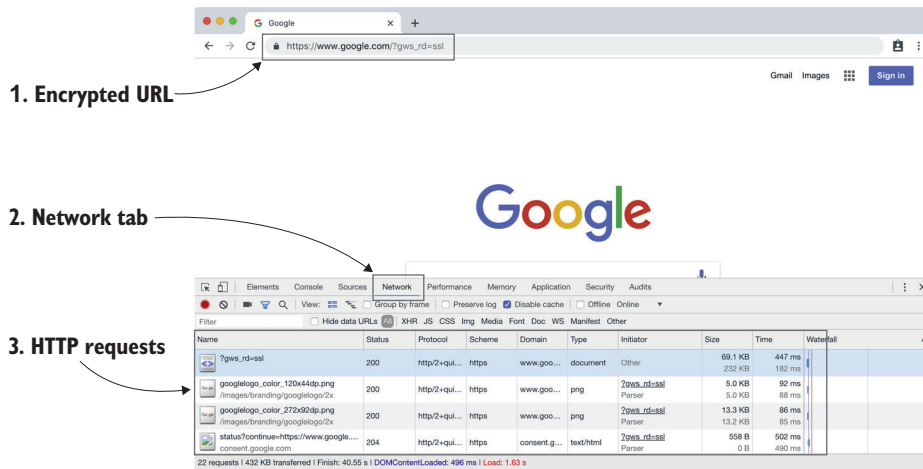 Google
https://www.google.com/?gws_rd=ssl
1. Encrypted URL
Gmail Images Sign in
Google
2. Network tab
Elements Console Sources Network Performance Memory Application Security Audits
View: Group by frame Preserve log Disable cache Offline Online
Filter Hide data URLs All XHR JS CSS Img Media Font Doc WS Manifest Other
3. HTTP requests
Name Status Protocol Scheme Domain Type Initiator Size Time Waterfall
?gws_rd=ssl 200 http/2+qui... https www.goo... document Other 69.1 KB 447 ms
232 KB 182 ms
googlelogo_color_120x44dp.png 200 http/2+qui... https www.goo... png ?gws_rd=ssl 5.0 KB 92 ms
/images/branding/googlelogo/2x Parser 5.0 KB 88 ms
googlelogo_color_272x92dp.png 200 http/2+qui... https www.goo... png ?gws_rd=ssl 13.3 KB 86 ms
/images/branding/googlelogo/2x Parser 13.2 KB 85 ms
status?continue=https://www.google.... 204 http/2+qui... https consent.g... text/html ?gws_rd=ssl 558 B 502 ms
consent.google.com Parser 0 B 490 ms
22 requests | 432 KB transferred | Finish: 40.55 s | DOMContentLoaded: 496 ms | Load: 1.63 s